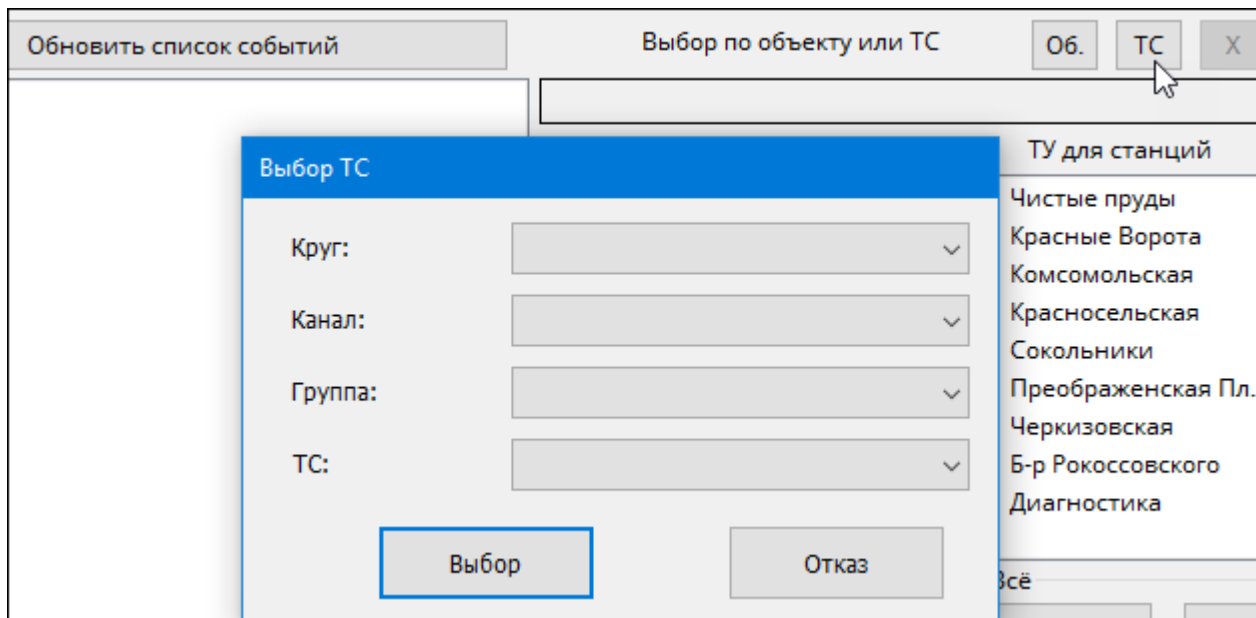 Обновить список событий
Выбор по объекту или ТС
Об.
ТС
X
Выбор ТС
Круг:
Канал:
Группа:
ТС:
Выбор
Отказ
ТУ для станций
Чистые пруды
Красные Ворота
Комсомольская
Красносельская
Сокольники
Преображенская Пл.
Черкизовская
Б-р Рокоссовского
Диагностика
Всё